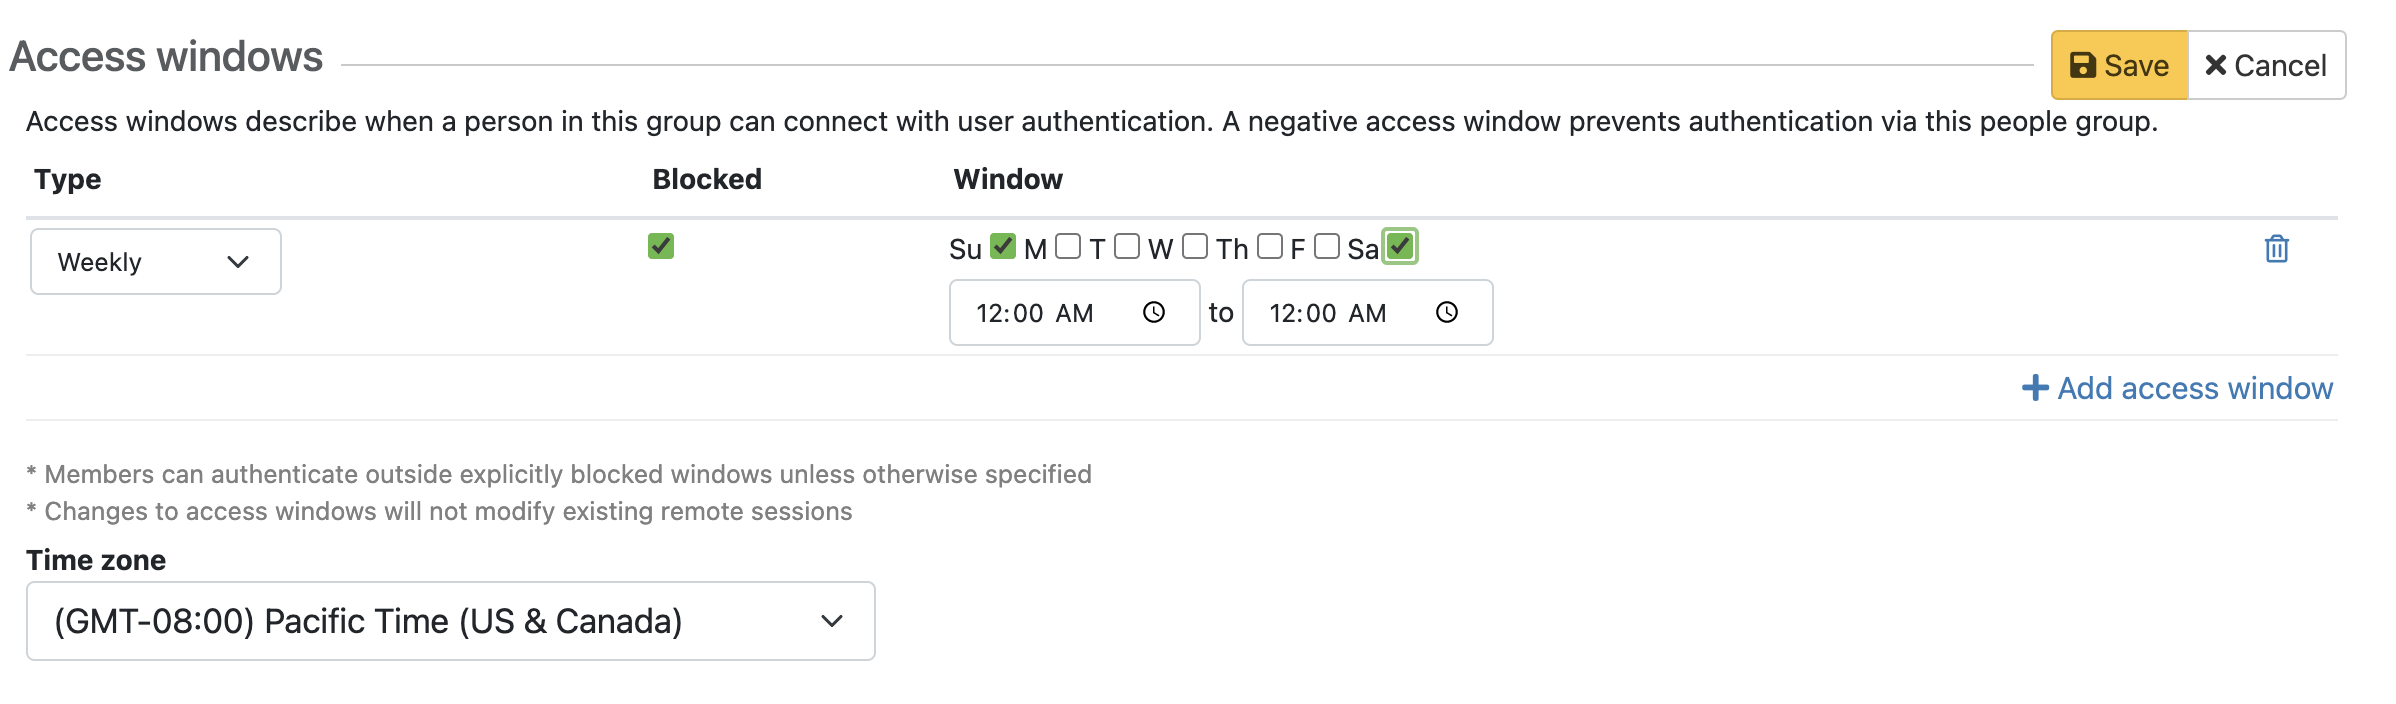 Access windows
Save
Cancel
Access windows describe when a person in this group can connect with user authentication. A negative access window prevents authentication via this people group.
Type Blocked Window
Weekly
Su M T W Th F Sa
12:00 AM to 12:00 AM
Add access window
* Members can authenticate outside explicitly blocked windows unless otherwise specified
* Changes to access windows will not modify existing remote sessions
Time zone
(GMT-08:00) Pacific Time (US & Canada)